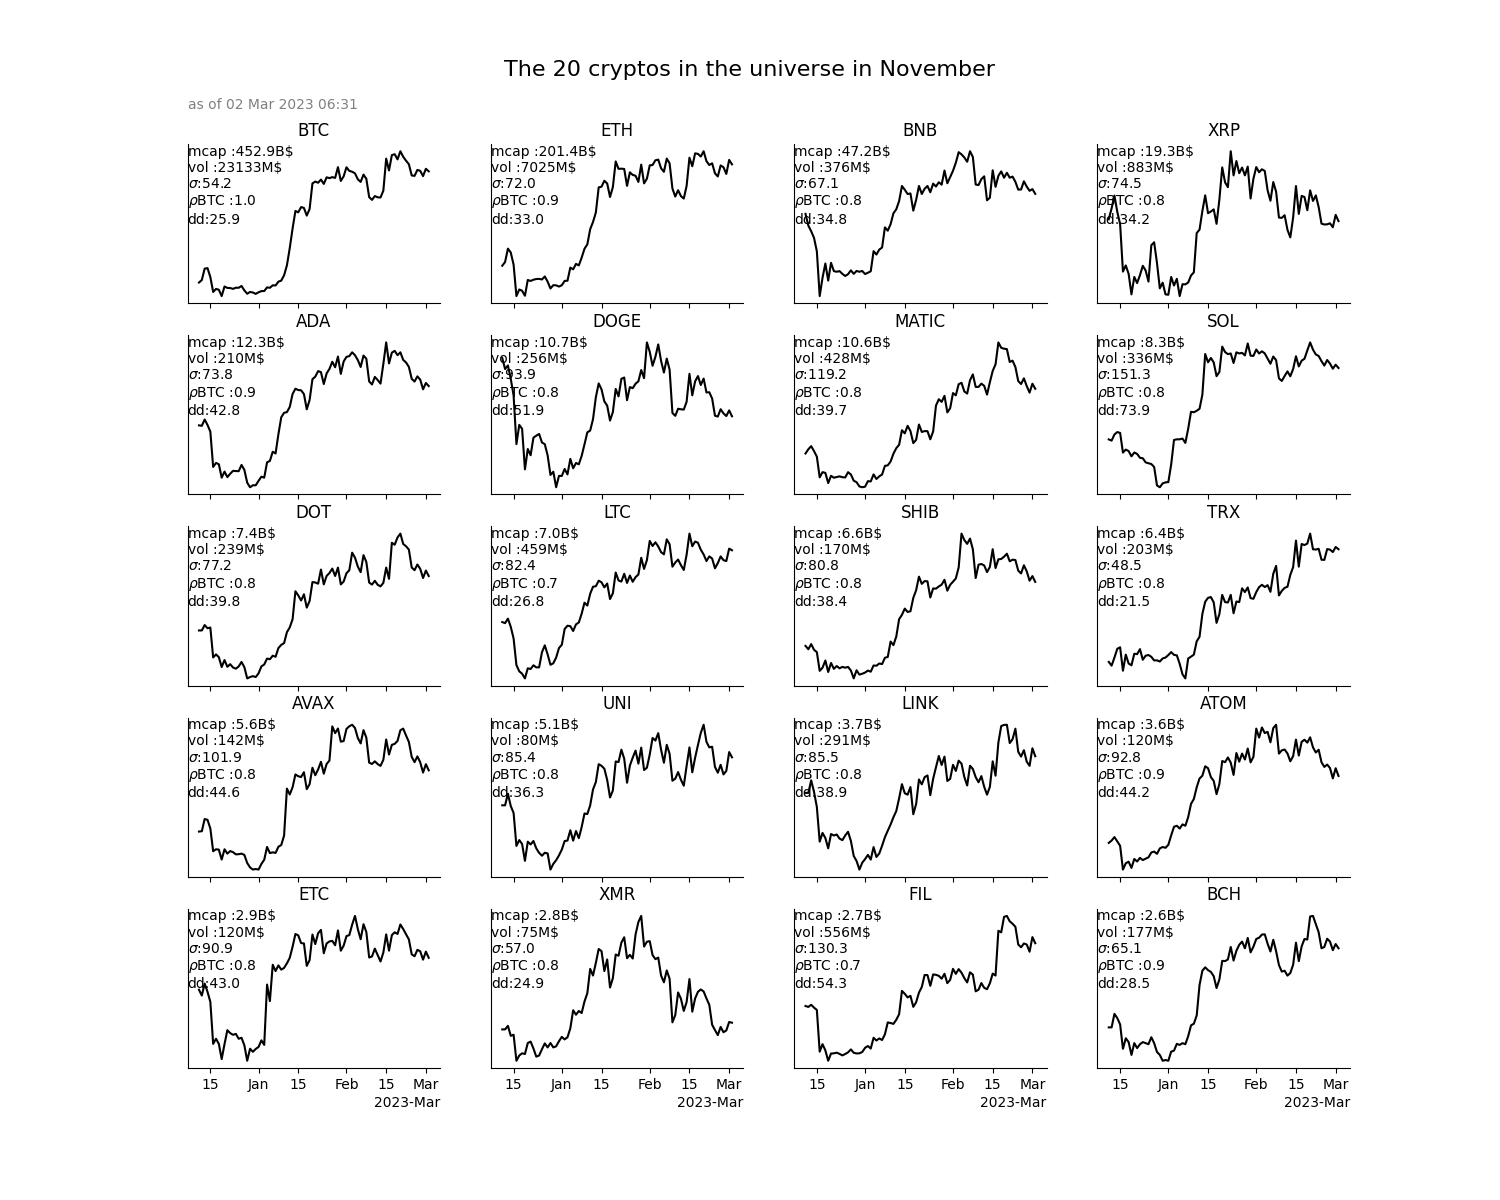 The 20 cryptos in the universe in November
as of 02 Mar 2023 06:31
BTC
mcap :452.9B$
vol :23133M$
σ:54.2
ρBTC :1.0
dd:25.9
ETH
mcap :201.4B$
vol :7025M$
σ:72.0
ρBTC :0.9
dd:33.0
BNB
mcap :47.2B$
vol :376M$
σ:67.1
ρBTC :0.8
dd:34.8
XRP
mcap :19.3B$
vol :883M$
σ:74.5
ρBTC :0.8
dd:34.2
ADA
mcap :12.3B$
vol :210M$
σ:73.8
ρBTC :0.9
dd:42.8
DOGE
mcap :10.7B$
vol :256M$
σ:93.9
ρBTC :0.8
dd:51.9
MATIC
mcap :10.6B$
vol :428M$
σ:119.2
ρBTC :0.8
dd:39.7
SOL
mcap :8.3B$
vol :336M$
σ:151.3
ρBTC :0.8
dd:73.9
DOT
mcap :7.4B$
vol :239M$
σ:77.2
ρBTC :0.8
dd:39.8
LTC
mcap :7.0B$
vol :459M$
σ:82.4
ρBTC :0.7
dd:26.8
SHIB
mcap :6.6B$
vol :170M$
σ:80.8
ρBTC :0.8
dd:38.4
TRX
mcap :6.4B$
vol :203M$
σ:48.5
ρBTC :0.8
dd:21.5
AVAX
mcap :5.6B$
vol :142M$
σ:101.9
ρBTC :0.8
dd:44.6
UNI
mcap :5.1B$
vol :80M$
σ:85.4
ρBTC :0.8
dd:36.3
LINK
mcap :3.7B$
vol :291M$
σ:85.5
ρBTC :0.8
dd:38.9
ATOM
mcap :3.6B$
vol :120M$
σ:92.8
ρBTC :0.9
dd:44.2
ETC
mcap :2.9B$
vol :120M$
σ:90.9
ρBTC :0.8
dd:43.0
15 Jan 15 Feb 15 Mar
2023-Mar
XMR
mcap :2.8B$
vol :75M$
σ:57.0
ρBTC :0.8
dd:24.9
15 Jan 15 Feb 15 Mar
2023-Mar
FIL
mcap :2.7B$
vol :556M$
σ:130.3
ρBTC :0.7
dd:54.3
15 Jan 15 Feb 15 Mar
2023-Mar
BCH
mcap :2.6B$
vol :177M$
σ:65.1
ρBTC :0.9
dd:28.5
15 Jan 15 Feb 15 Mar
2023-Mar